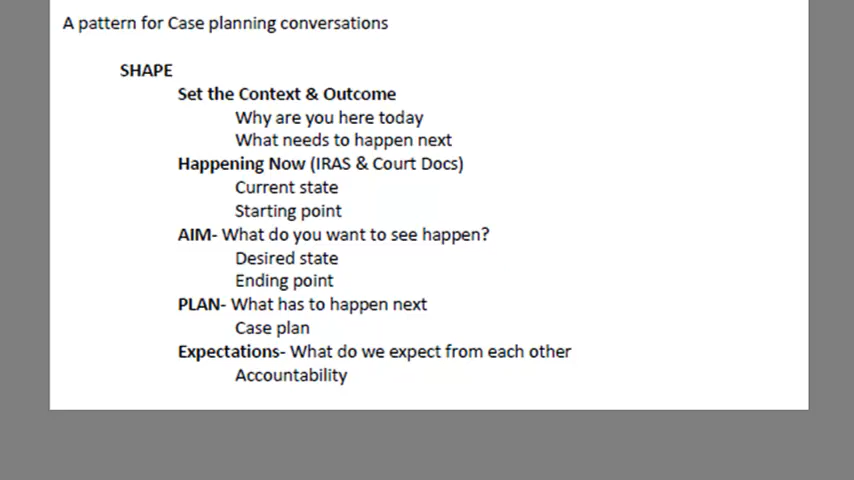 A pattern for Case planning conversations
SHAPE
Set the Context & Outcome
Why are you here today
What needs to happen next
Happening Now (IRAS & Court Docs)
Current state
Starting point
AIM- What do you want to see happen?
Desired state
Ending point
PLAN- What has to happen next
Case plan
Expectations- What do we expect from each other
Accountability